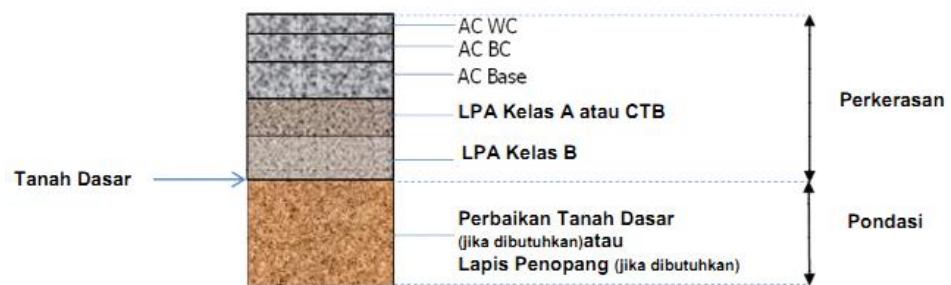 AC WC
AC BC
AC Base
Perkerasan
LPA Kelas A atau CTB
LPA Kelas B
Tanah Dasar
Perbaikan Tanah Dasar
(jika dibutuhkan)atau
Lapis Penopang (jika dibutuhkan)
Pondasi